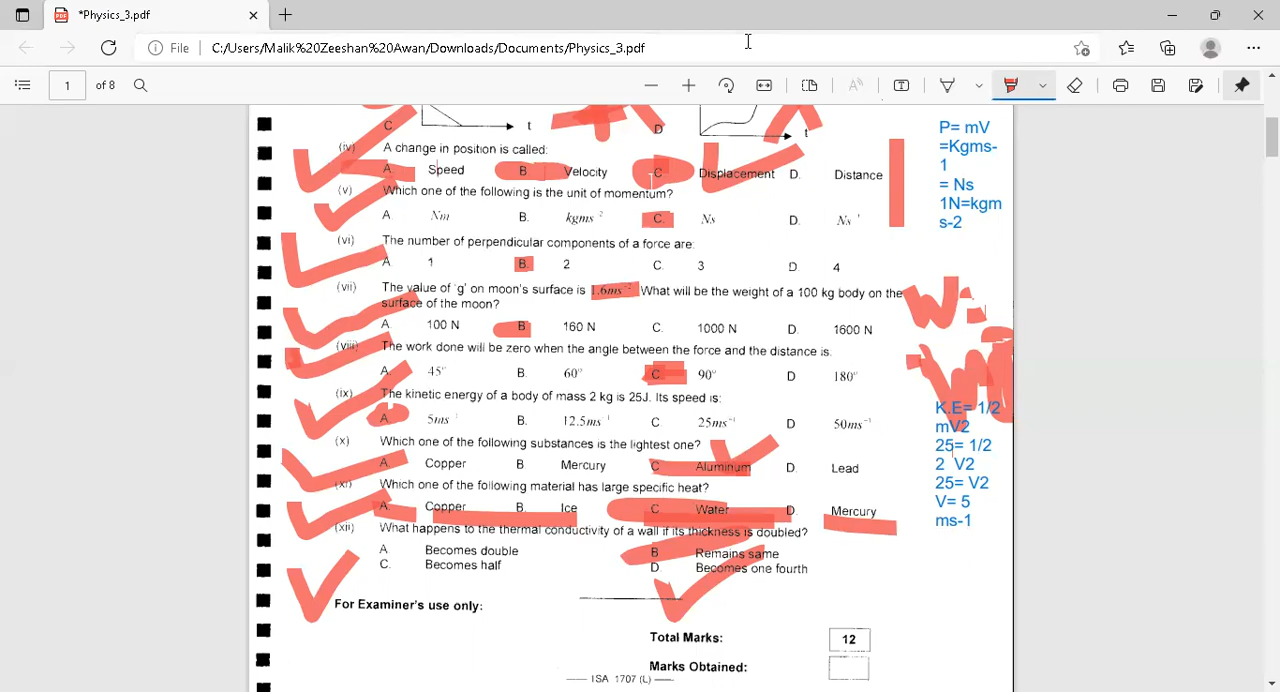 *Physics_3.pdf
File C:/Users/Malik%20Zeeshan%20Awan/Downloads/Documents/Physics_3.pdf
1 of 8
C t D t
(iv) A change in position is called:
A. Speed B Velocity C Displacement D. Distance
(v) Which one of the following is the unit of momentum?
A. Nm B. kgms⁻² C. Ns D. Ns⁻¹
(vi) The number of perpendicular components of a force are:
A 1 B. 2 C. 3 D. 4
(vii) The value of 'g' on moon's surface is 1.6ms⁻². What will be the weight of a 100 kg body on the
surface of the moon?
A. 100 N B 160 N C. 1000 N D. 1600 N
(viii) The work done will be zero when the angle between the force and the distance is.
A. 45° B. 60° C. 90° D 180°
(ix) The kinetic energy of a body of mass 2 kg is 25J. Its speed is:
A. 5ms⁻¹ B. 12.5ms⁻¹ C. 25ms⁻¹ D 50ms⁻¹
(x) Which one of the following substances is the lightest one?
A. Copper B Mercury C Aluminum D. Lead
(xi) Which one of the following material has large specific heat?
A. Copper B. Ice C. Water D. Mercury
(xii) What happens to the thermal conductivity of a wall if its thickness is doubled?
A. Becomes double B Remains same
C. Becomes half D. Becomes one fourth
For Examiner's use only:
Total Marks: 12
Marks Obtained:
ISA 1707 (L)
P= mV
=Kgms-
1
= Ns
1N=kgm
s-2
K.E= 1/2
mV2
25= 1/2
2 V2
25= V2
V= 5
ms-1